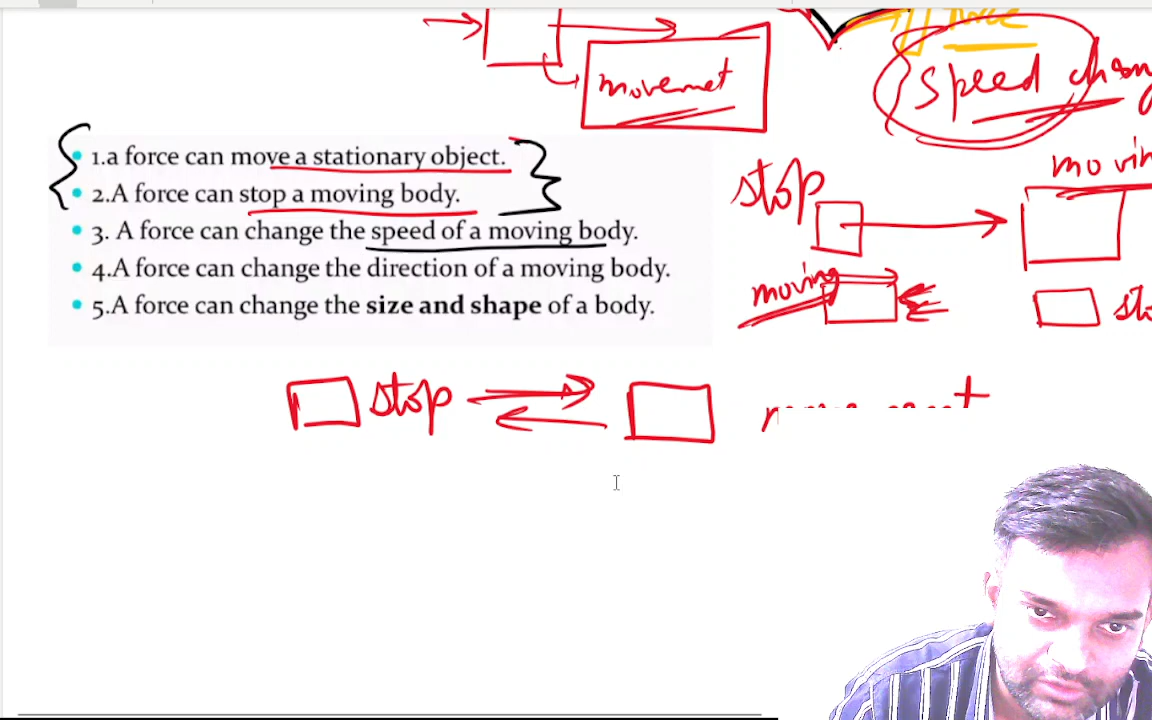 force
movemet
speed
1.a force can move a stationary object.
2.A force can stop a moving body.
3. A force can change the speed of a moving body.
4.A force can change the direction of a moving body.
5.A force can change the size and shape of a body.
stop
moving
stop